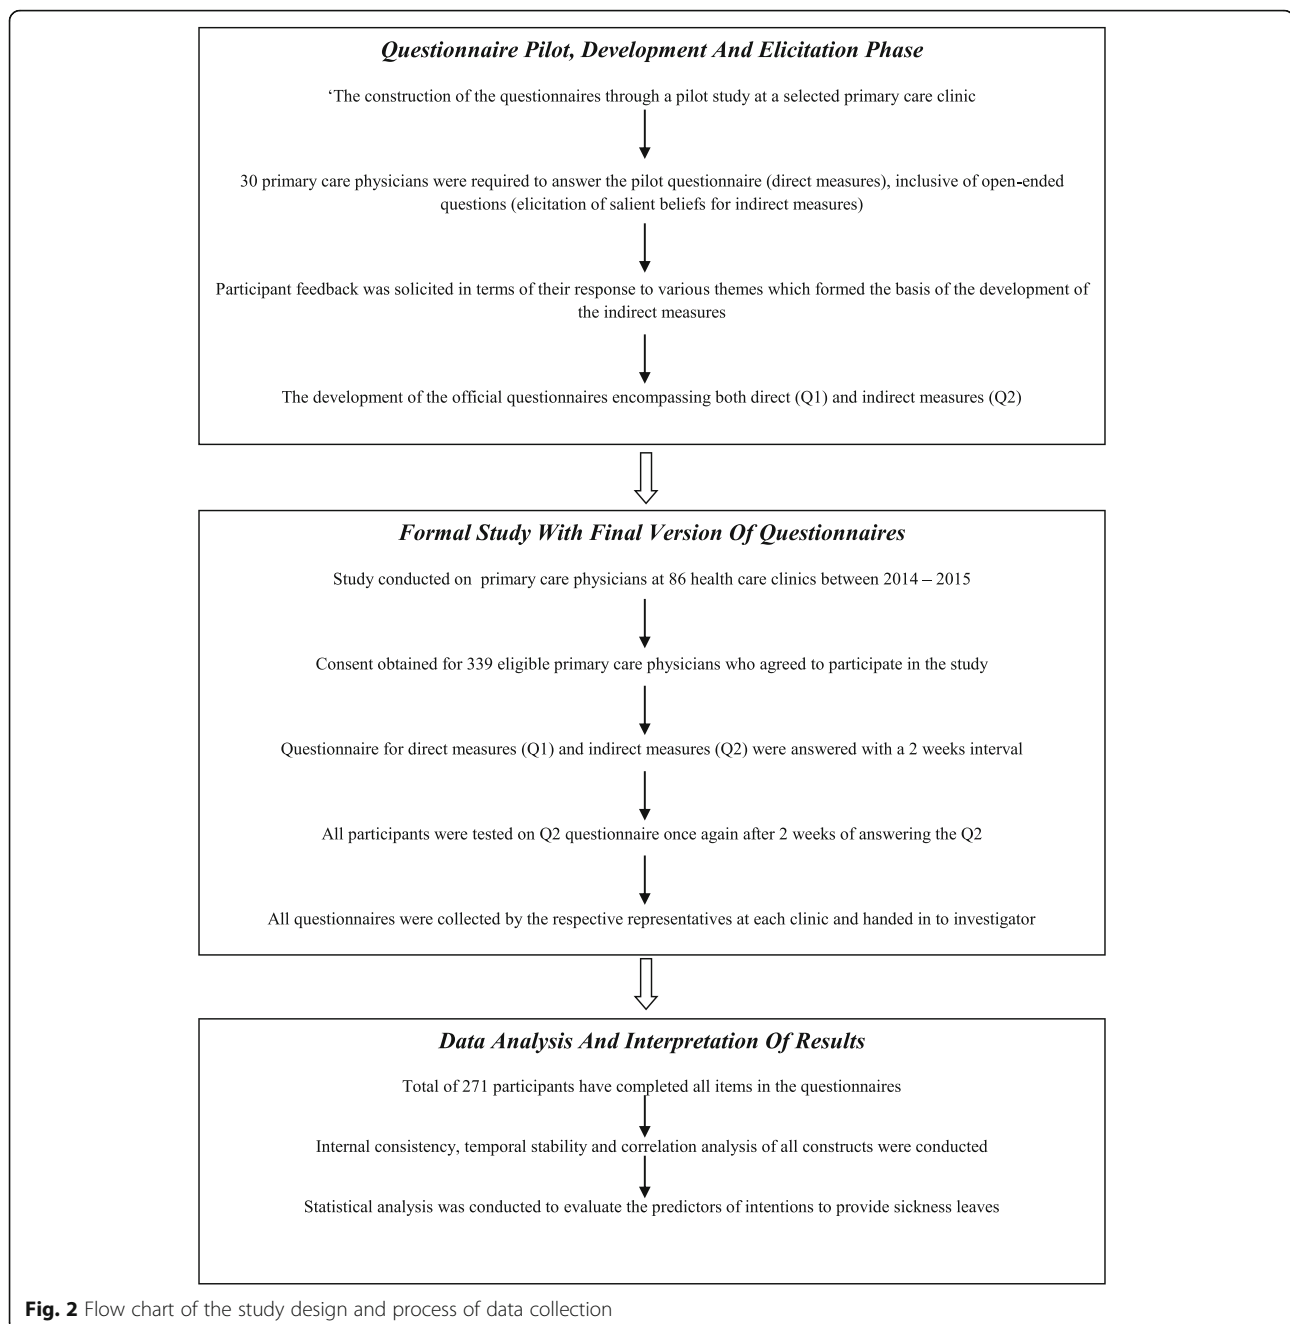 Questionnaire Pilot, Development And Elicitation Phase
‘The construction of the questionnaires through a pilot study at a selected primary care clinic
30 primary care physicians were required to answer the pilot questionnaire (direct measures), inclusive of open-ended
questions (elicitation of salient beliefs for indirect measures)
Participant feedback was solicited in terms of their response to various themes which formed the basis of the development of
the indirect measures
The development of the official questionnaires encompassing both direct (Q1) and indirect measures (Q2)
Formal Study With Final Version Of Questionnaires
Study conducted on primary care physicians at 86 health care clinics between 2014 – 2015
Consent obtained for 339 eligible primary care physicians who agreed to participate in the study
Questionnaire for direct measures (Q1) and indirect measures (Q2) were answered with a 2 weeks interval
All participants were tested on Q2 questionnaire once again after 2 weeks of answering the Q2
All questionnaires were collected by the respective representatives at each clinic and handed in to investigator
Data Analysis And Interpretation Of Results
Total of 271 participants have completed all items in the questionnaires
Internal consistency, temporal stability and correlation analysis of all constructs were conducted
Statistical analysis was conducted to evaluate the predictors of intentions to provide sickness leaves
Fig. 2 Flow chart of the study design and process of data collection